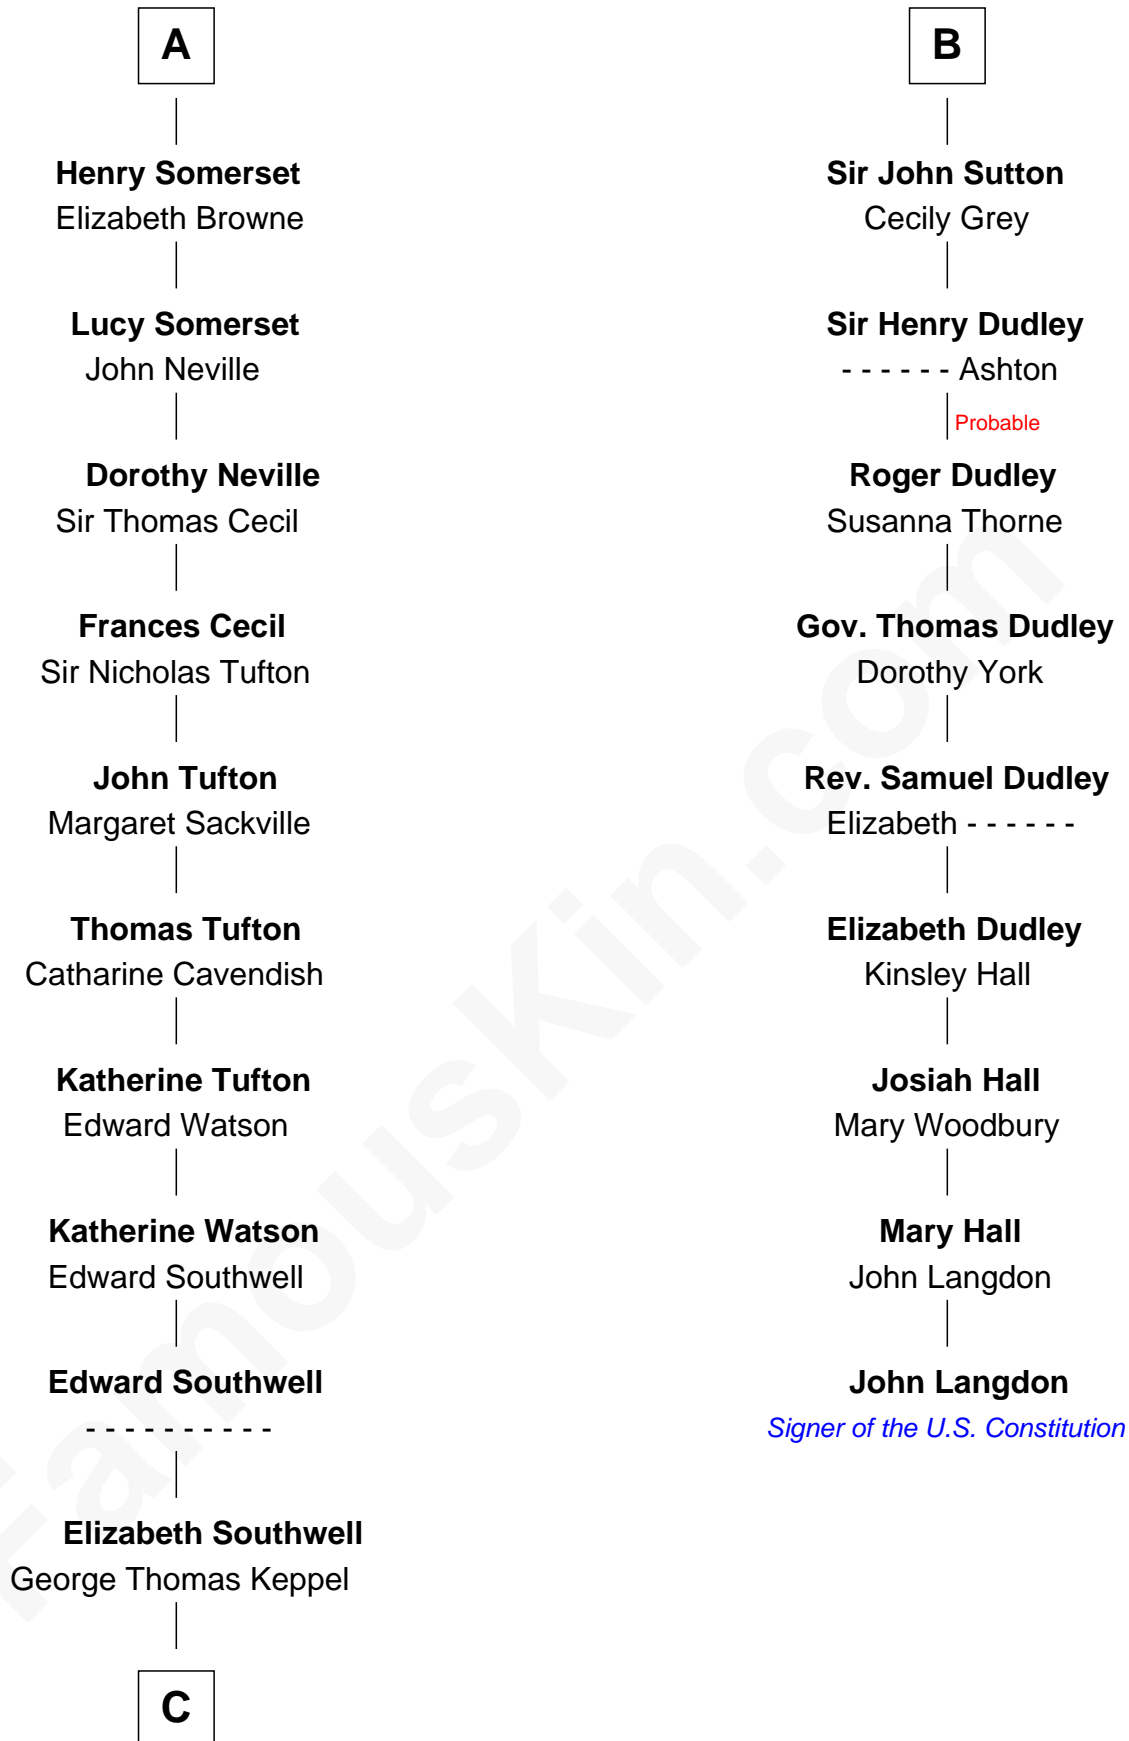 A
Henry Somerset
Elizabeth Browne
Lucy Somerset
John Neville
Dorothy Neville
Sir Thomas Cecil
Frances Cecil
Sir Nicholas Tufton
John Tufton
Margaret Sackville
Thomas Tufton
Catharine Cavendish
Katherine Tufton
Edward Watson
Katherine Watson
Edward Southwell
Edward Southwell
- - - - - - - - - -
Elizabeth Southwell
George Thomas Keppel
C
B
Sir John Sutton
Cecily Grey
Sir Henry Dudley
- - - - - - Ashton
Probable
Roger Dudley
Susanna Thorne
Gov. Thomas Dudley
Dorothy York
Rev. Samuel Dudley
Elizabeth - - - - - -
Elizabeth Dudley
Kinsley Hall
Josiah Hall
Mary Woodbury
Mary Hall
John Langdon
John Langdon
Signer of the U.S. Constitution
FamousKin.com